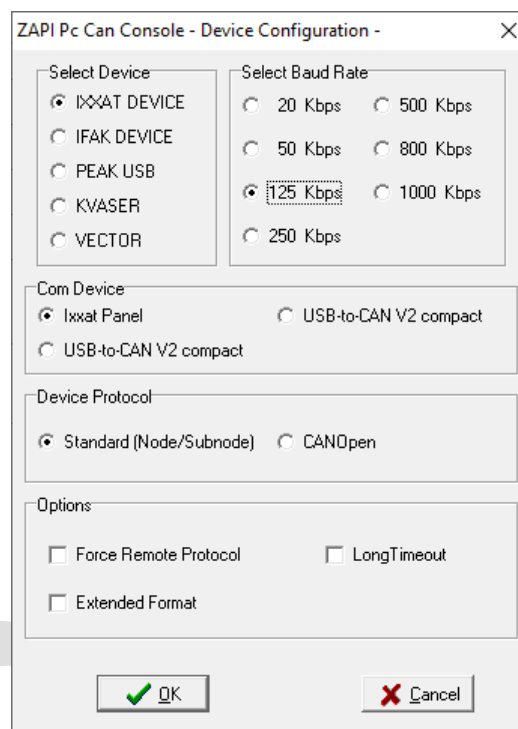 ZAPI Pc Can Console - Device Configuration -
Select Device
IXXAT DEVICE
IFAK DEVICE
PEAK USB
KVASER
VECTOR
Select Baud Rate
20 Kbps
50 Kbps
125 Kbps
250 Kbps
500 Kbps
800 Kbps
1000 Kbps
Com Device
Ixxat Panel
USB-to-CAN V2 compact
USB-to-CAN V2 compact
Device Protocol
Standard (Node/Subnode)
CANOpen
Options
Force Remote Protocol
LongTimeout
Extended Format
OK
Cancel